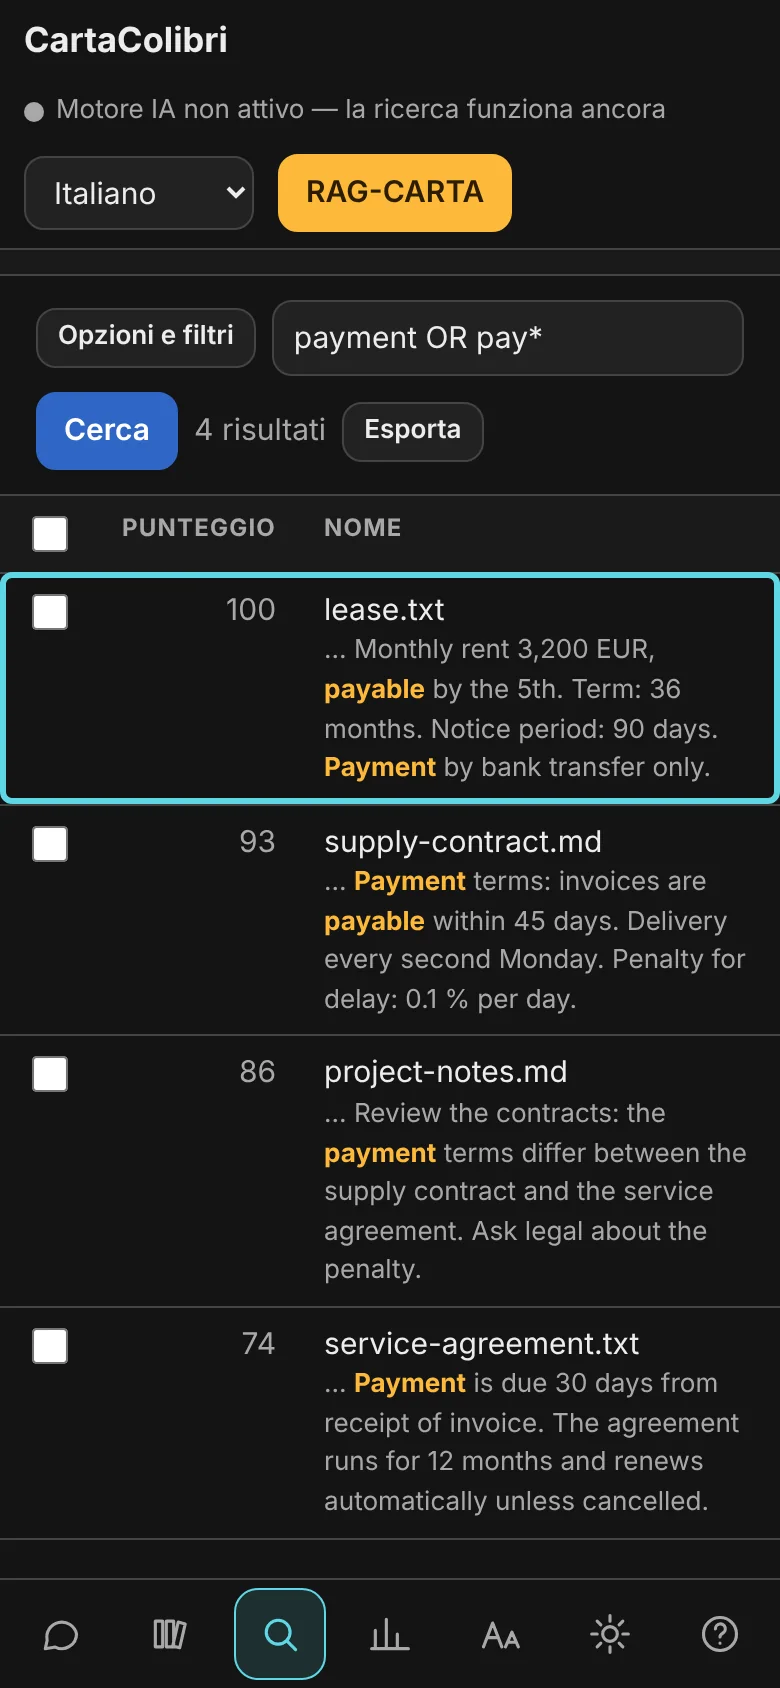 CartaColibri
Motore IA non attivo — la ricerca funziona ancora
Italiano
RAG-CARTA
Opzioni e filtri
payment OR pay*
Cerca
4 risultati
Esporta
PUNTEGGIO NOME
100 lease.txt
... Monthly rent 3,200 EUR,
payable by the 5th. Term: 36
months. Notice period: 90 days.
Payment by bank transfer only.
93 supply-contract.md
... Payment terms: invoices are
payable within 45 days. Delivery
every second Monday. Penalty for
delay: 0.1 % per day.
86 project-notes.md
... Review the contracts: the
payment terms differ between the
supply contract and the service
agreement. Ask legal about the
penalty.
74 service-agreement.txt
... Payment is due 30 days from
receipt of invoice. The agreement
runs for 12 months and renews
automatically unless cancelled.